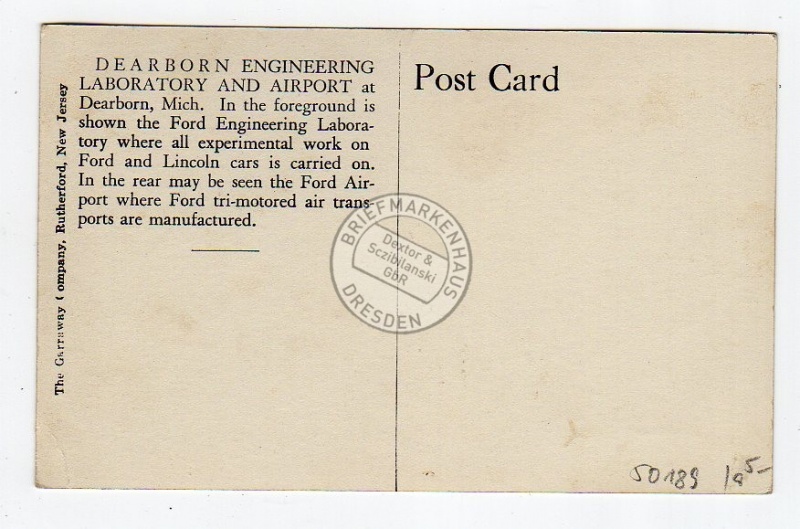 DEARBORN ENGINEERING
LABORATORY AND AIRPORT at
Dearborn, Mich. In the foreground is
shown the Ford Engineering Labora-
tory where all experimental work on
Ford and Lincoln cars is carried on.
In the rear may be seen the Ford Air-
port where Ford tri-motored air trans-
ports are manufactured.
Post Card
The Garraway Company, Rutherford, New Jersey
BRIEFMARKENHAUS
Dextor &
Sczibilanski
GbR
DRESDEN
50189 1a 5-